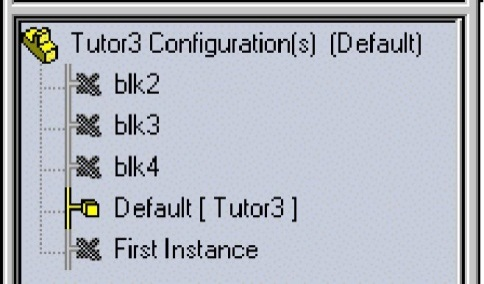 Tutor3 Configuration(s) (Default)
blk2
blk3
blk4
Default [ Tutor3 ]
First Instance